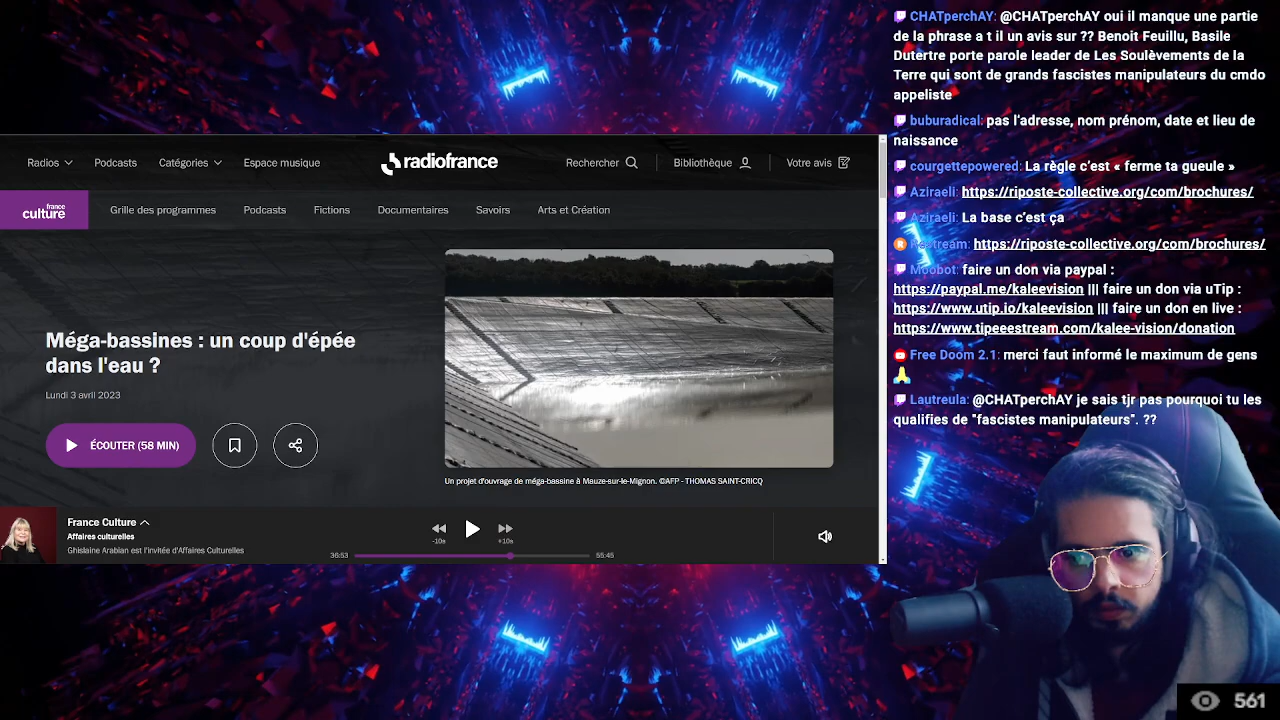 CHATperchAY: @CHATperchAY oui il manque une partie
de la phrase a t il un avis sur ?? Benoit Feuillu, Basile
Dutertre porte parole leader de Les Soulèvements de la
Terre qui sont de grands fascistes manipulateurs du cmdo
appeliste
buburadical: pas l'adresse, nom prénom, date et lieu de
naissance
courgettepowered: La règle c'est « ferme ta gueule »
Aziraeli: https://riposte-collective.org/com/brochures/
Aziraeli: La base c'est ça
Restream: https://riposte-collective.org/com/brochures/
Moobot: faire un don via paypal :
https://paypal.me/kaleevision ||| faire un don via uTip :
https://www.utip.io/kaleevision ||| faire un don en live :
https://www.tipeeestream.com/kalee-vision/donation
Free Doom 2.1: merci faut informé le maximum de gens
🙏
Lautreula: @CHATperchAY je sais tjr pas pourquoi tu les
qualifies de "fascistes manipulateurs". ??
Radios Podcasts Catégories Espace musique radiofrance Rechercher Bibliothèque Votre avis
france
culture
Grille des programmes Podcasts Fictions Documentaires Savoirs Arts et Création
Méga-bassines : un coup d'épée
dans l'eau ?
Lundi 3 avril 2023
ÉCOUTER (58 MIN)
Un projet d'ouvrage de méga-bassine à Mauze-sur-le-Mignon. ©AFP - THOMAS SAINT-CRICQ
France Culture
Affaires culturelles
Ghislaine Arabian est l'invitée d'Affaires Culturelles
-10s +10s
36:53 55:45
561